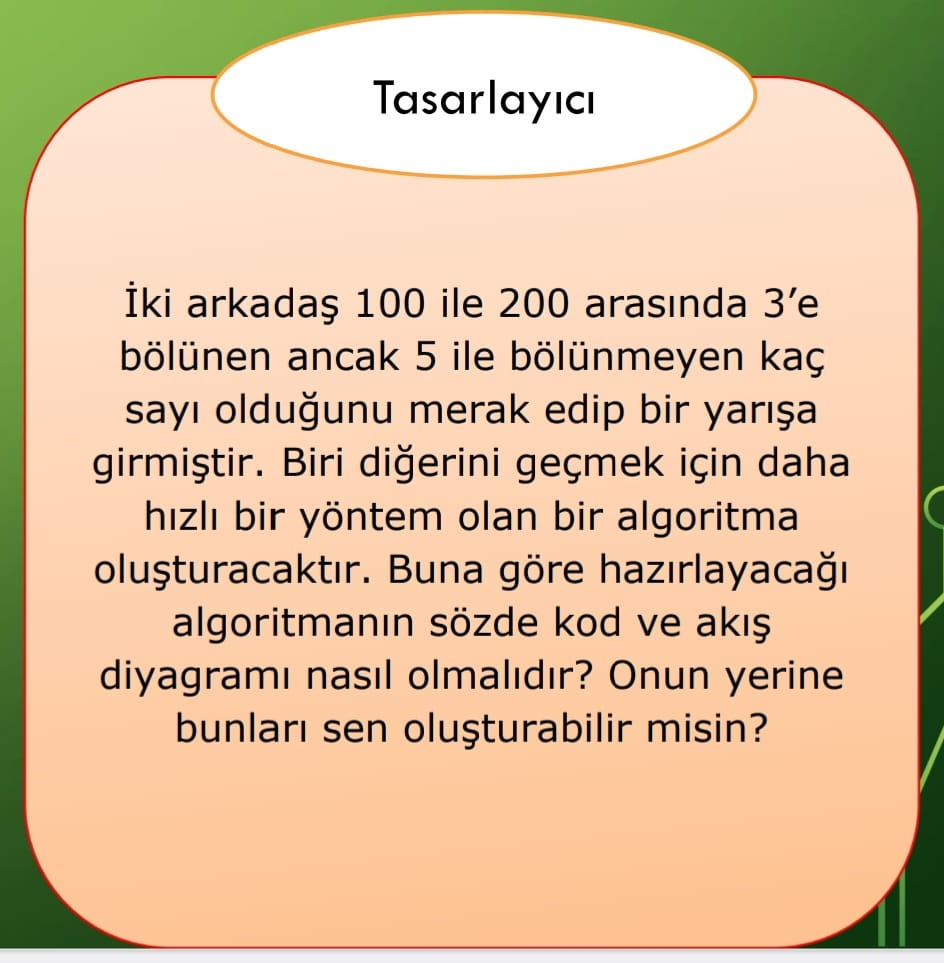 Tasarlayıcı
İki arkadaş 100 ile 200 arasında 3’e
bölünen ancak 5 ile bölünmeyen kaç
sayı olduğunu merak edip bir yarışa
girmiştir. Biri diğerini geçmek için daha
hızlı bir yöntem olan bir algoritma
oluşturacaktır. Buna göre hazırlayacağı
algoritmanın sözde kod ve akış
diyagramı nasıl olmalıdır? Onun yerine
bunları sen oluşturabilir misin?